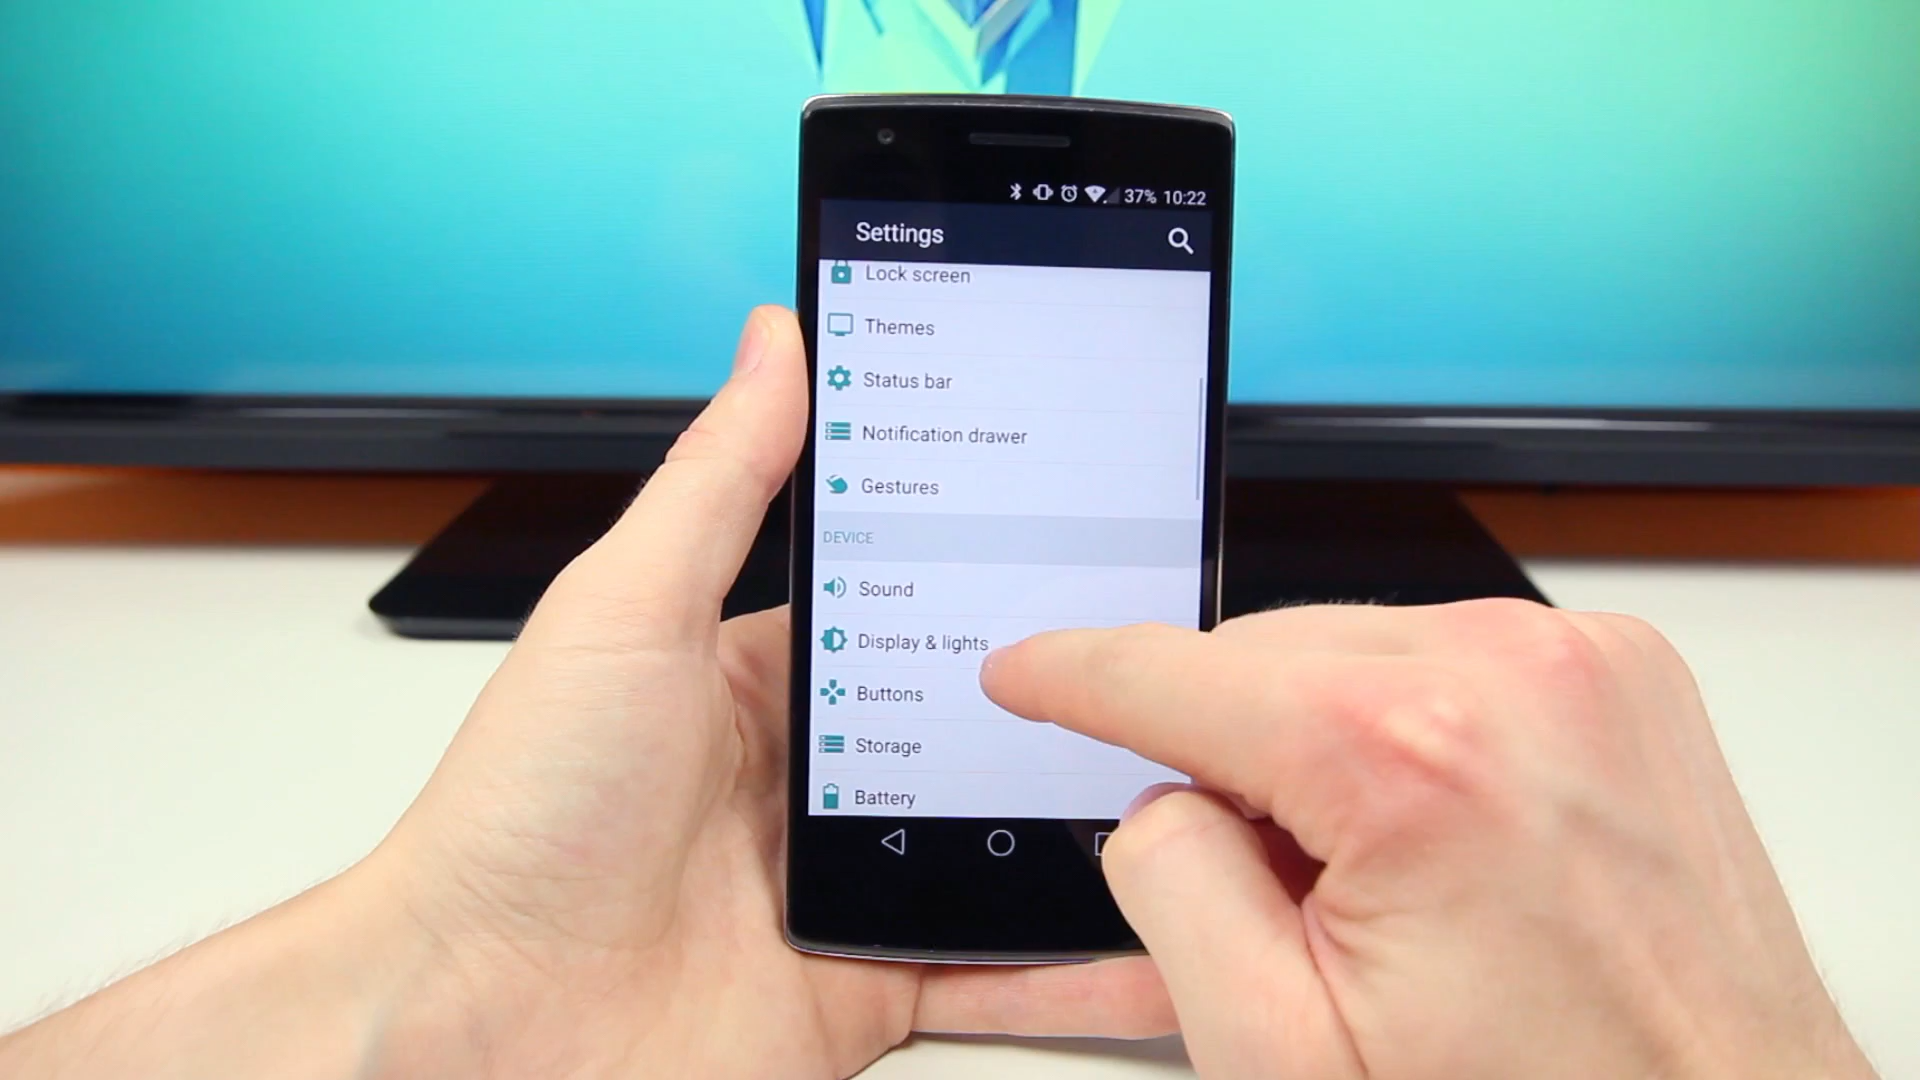 37% 10:22
Settings
Lock screen
Themes
Status bar
Notification drawer
Gestures
DEVICE
Sound
Display & lights
Buttons
Storage
Battery